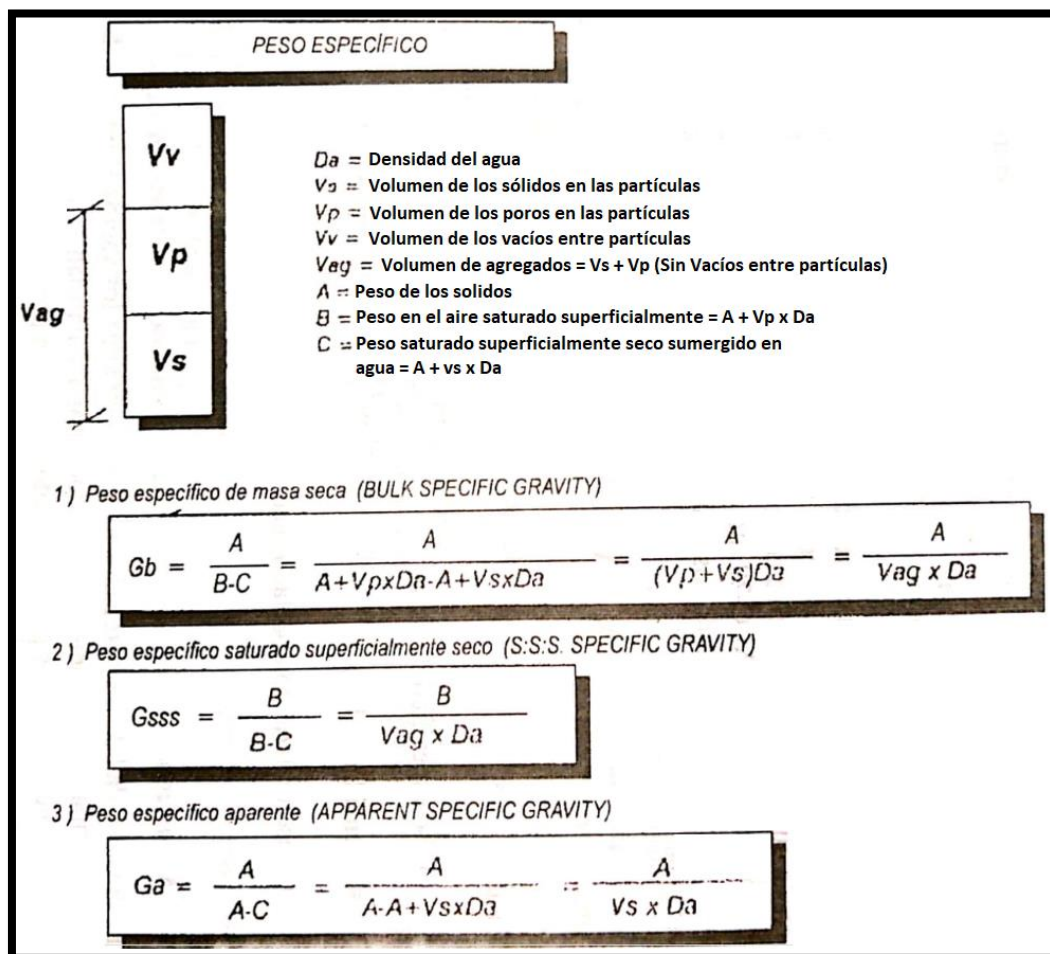 PESO ESPECÍFICO
Vv
Vp
Vs
Vag
Da = Densidad del agua
Vs = Volumen de los sólidos en las partículas
Vp = Volumen de los poros en las partículas
Vv = Volumen de los vacíos entre partículas
Vag = Volumen de agregados = Vs + Vp (Sin Vacíos entre partículas)
A = Peso de los solidos
B = Peso en el aire saturado superficialmente = A + Vp x Da
C = Peso saturado superficialmente seco sumergido en
agua = A + vs x Da
1) Peso específico de masa seca (BULK SPECIFIC GRAVITY)
Gb = A / B-C = A / A+VpxDa-A+VsxDa = A / (Vp+Vs)Da = A / Vag x Da
2) Peso específico saturado superficialmente seco (S:S:S. SPECIFIC GRAVITY)
Gsss = B / B-C = B / Vag x Da
3) Peso específico aparente (APPARENT SPECIFIC GRAVITY)
Ga = A / A-C = A / A-A+VsxDa = A / Vs x Da